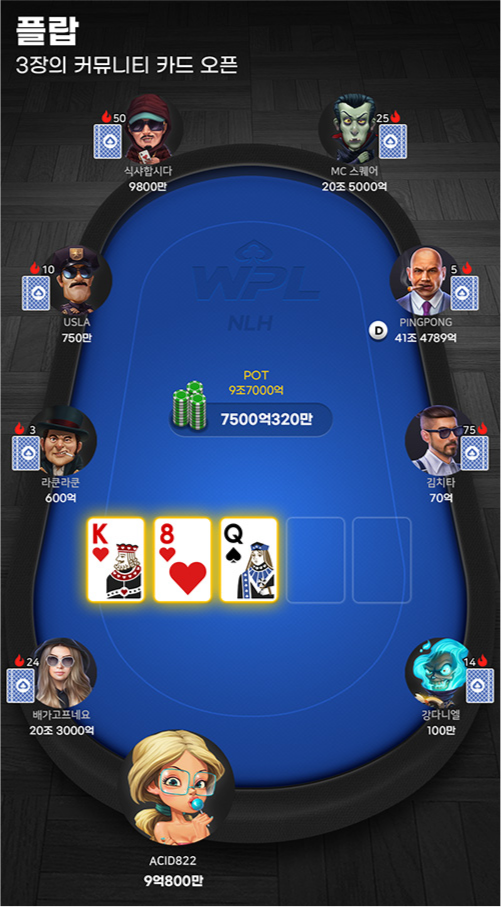 플랍
3장의 커뮤니티 카드 오픈
50
식샤합시다
9800만
25
MC 스퀘어
20조 5000억
10
USLA
750만
5
PINGPONG
41조 4789억
D
WPL
NLH
POT
9조7000억
7500억320만
3
라쿤라쿤
600억
75
김치타
70억
K
8
Q
24
배가고프네요
20조 3000억
14
강다니엘
100만
ACID822
9억800만